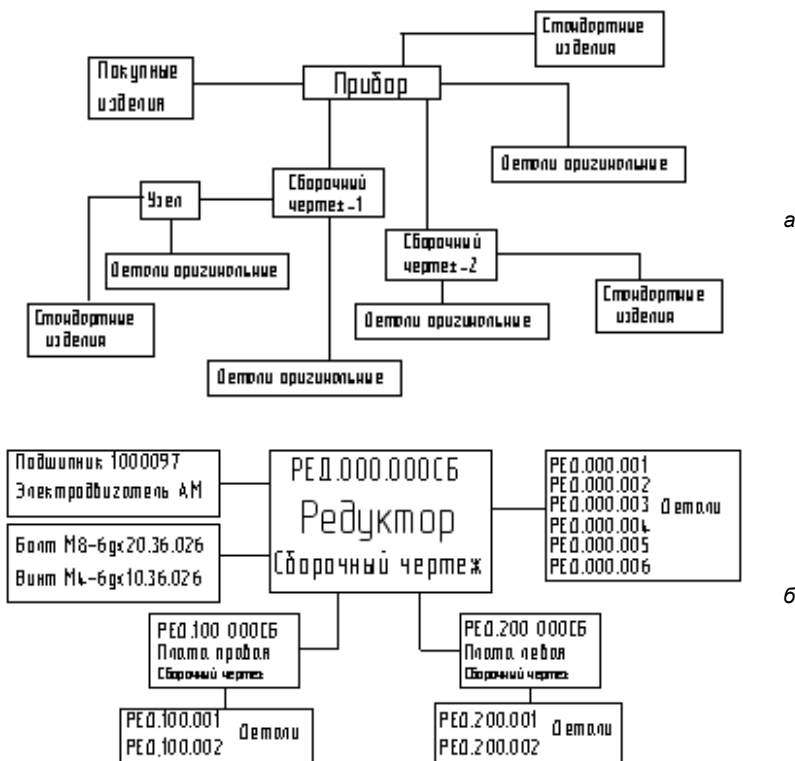 Стандартные
изделия
Покупные
изделия
Прибор
Детали оригинальные
Сборочный
чертеж-1
Узел
а
Сборочный
чертеж-2
Детали оригинальные
Стандартные
изделия
Стандартные
изделия
Детали оригинальные
Детали оригинальные
Подшипник 1000097
Электродвигатель АМ
РЕД.000.000СБ
Редуктор
Сборочный чертеж
РЕД.000.001
РЕД.000.002
РЕД.000.003 Детали
РЕД.000.004
РЕД.000.005
РЕД.000.006
Болт М8-6gx20.36.026
Винт М4-6gx10.36.026
б
РЕД.100 000СБ
Плата правая
Сборочный чертеж
РЕД.200 000СБ
Плата левая
Сборочный чертеж
РЕД.100.001 Детали
РЕД.100.002
РЕД.200.001 Детали
РЕД.200.002